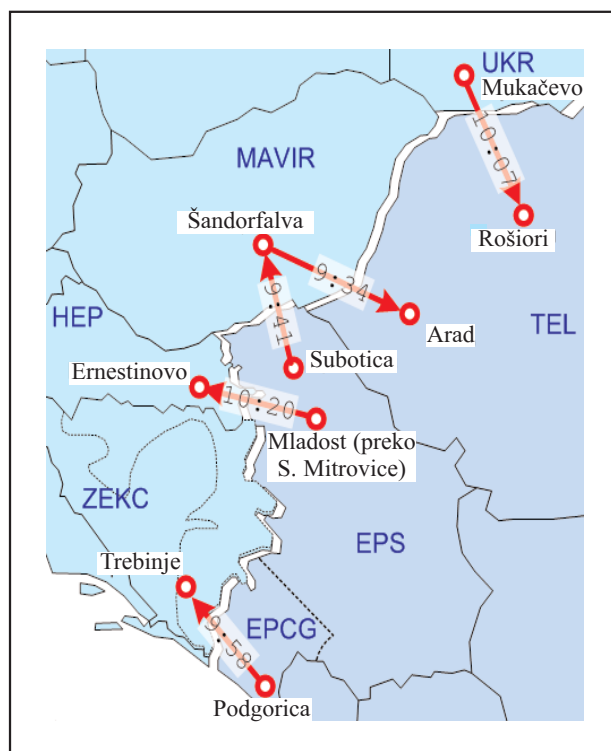 UKR
Mukačevo
10:07
MAVIR
Šandorfalva
Rošiori
9:34
HEP
9:41
Arad
TEL
Ernestinovo
Subotica
10:20
Mladost (preko
S. Mitrovice)
ZEKC
EPS
Trebinje
9:58
EPCG
Podgorica